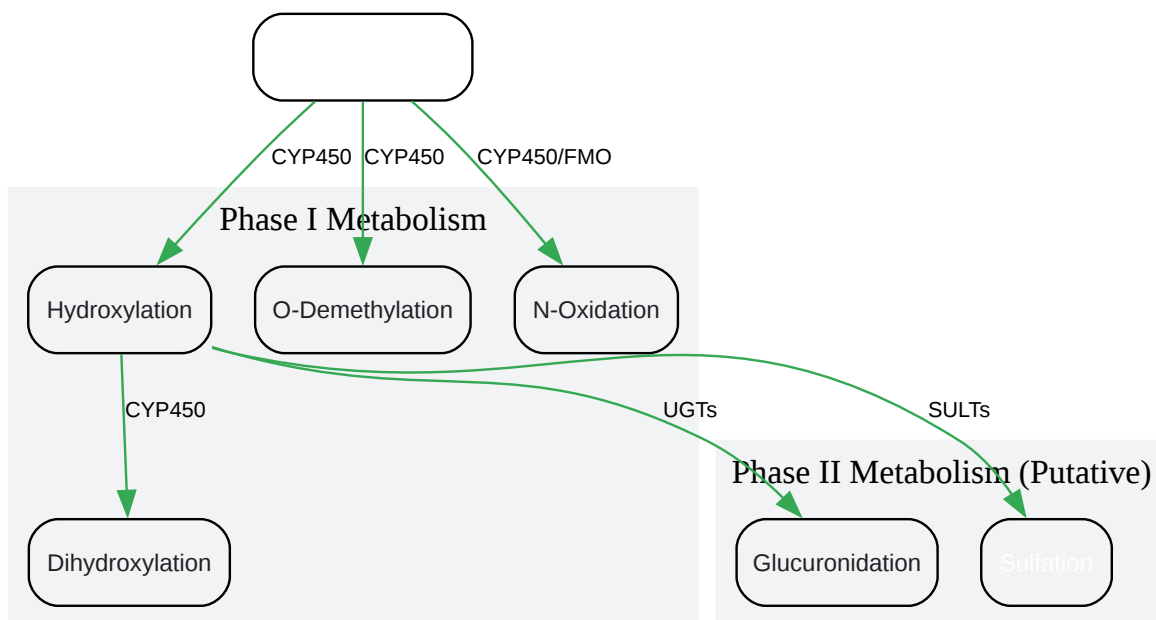 CYP450
CYP450
CYP450/FMO
Phase I Metabolism
Hydroxylation
O-Demethylation
N-Oxidation
CYP450
UGTs
SULTs
Phase II Metabolism (Putative)
Dihydroxylation
Glucuronidation
Sulfation